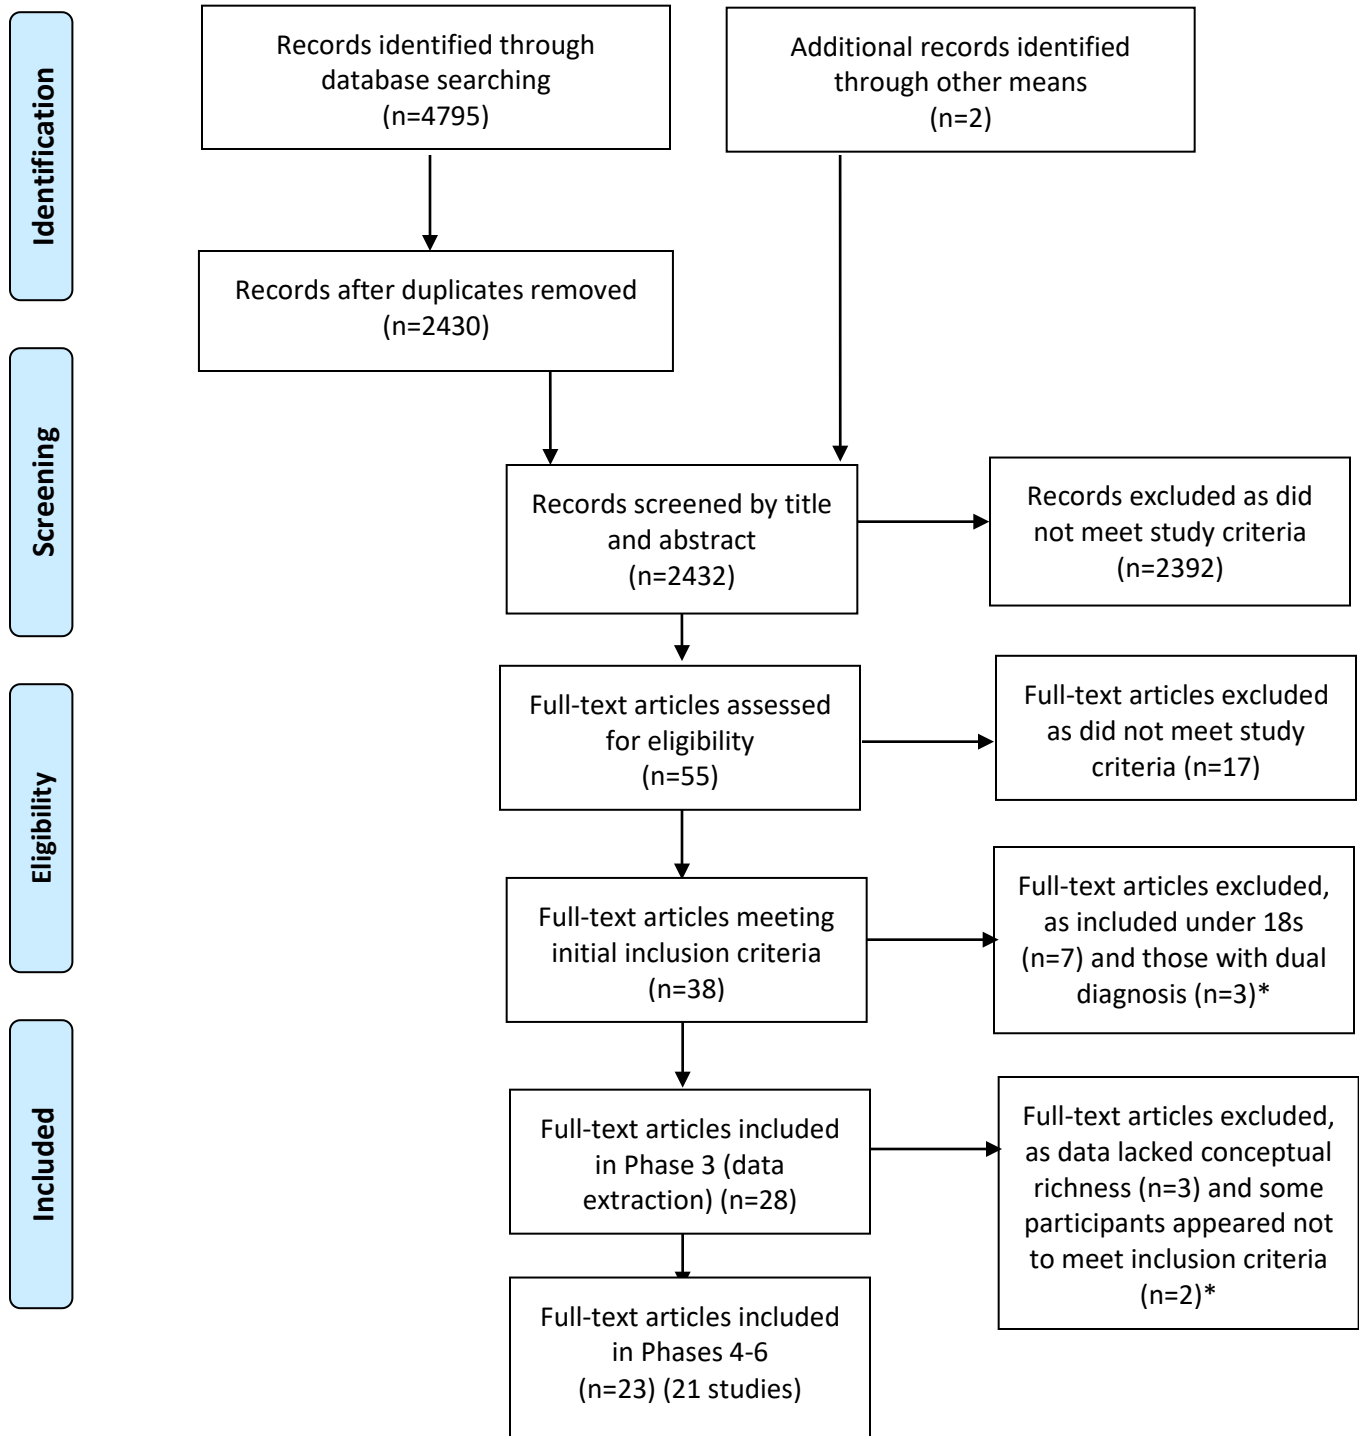 Identification
Records identified through
database searching
(n=4795)
Additional records identified
through other means
(n=2)
Records after duplicates removed
(n=2430)
Screening
Records screened by title
and abstract
(n=2432)
Records excluded as did
not meet study criteria
(n=2392)
Eligibility
Full-text articles assessed
for eligibility
(n=55)
Full-text articles excluded
as did not meet study
criteria (n=17)
Full-text articles meeting
initial inclusion criteria
(n=38)
Full-text articles excluded,
as included under 18s
(n=7) and those with dual
diagnosis (n=3)*
Included
Full-text articles included
in Phase 3 (data
extraction) (n=28)
Full-text articles excluded,
as data lacked conceptual
richness (n=3) and some
participants appeared not
to meet inclusion criteria
(n=2)*
Full-text articles included
in Phases 4-6
(n=23) (21 studies)